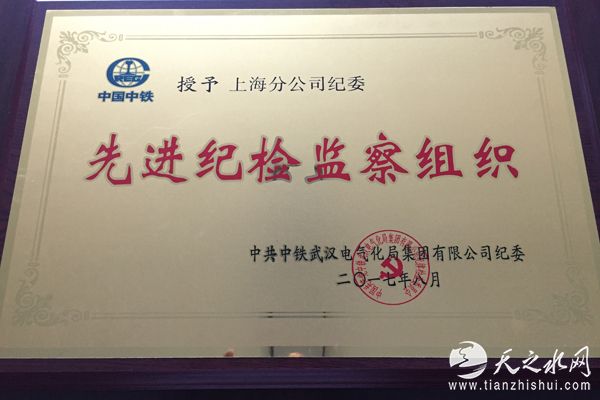 中国中铁
授予 上海分公司纪委
先进纪检监察组织
中共中铁武汉电气化局集团有限公司纪委
二〇一七年八月
天之水网
www.tianzhishui.com